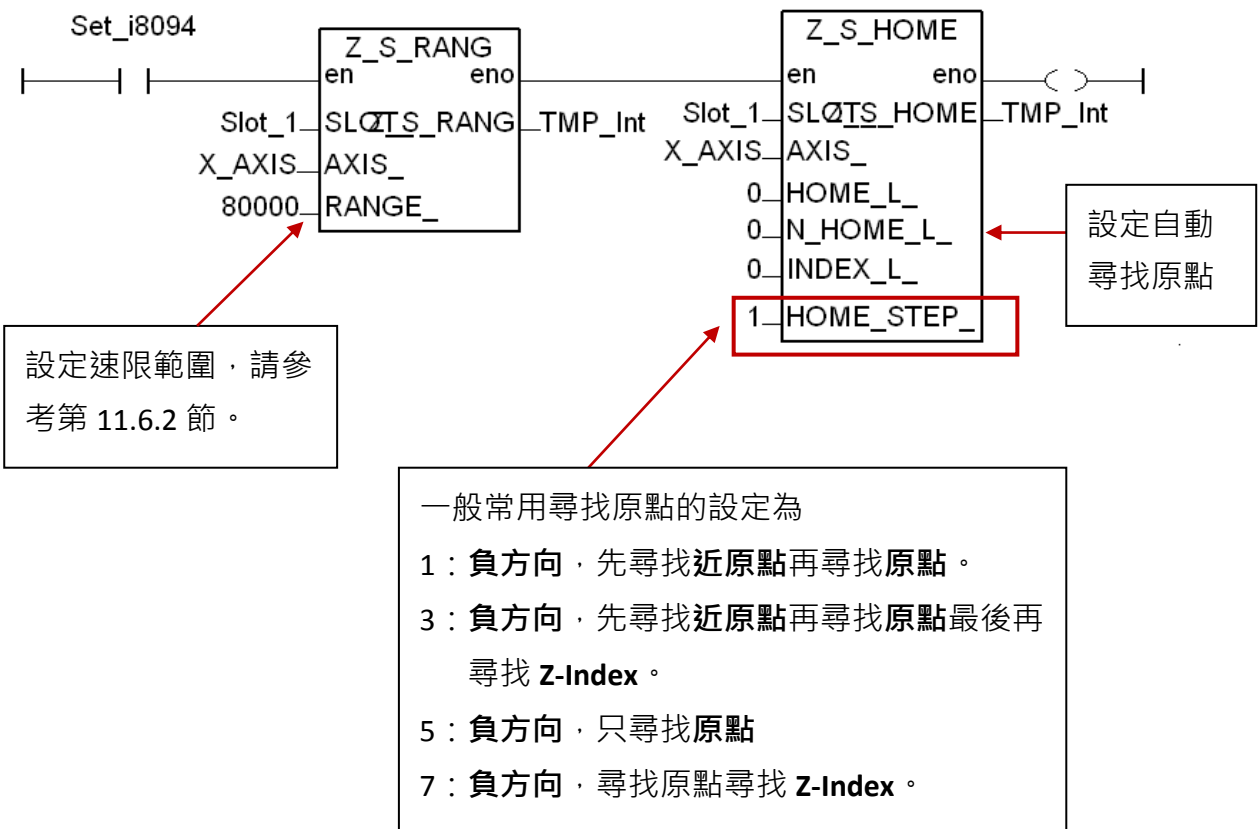 Set_i8094
Z_S_RANG
en eno
Slot_1 SLOT_ Z_S_RANG TMP_Int
X_AXIS AXIS_
80000 RANGE_
Z_S_HOME
en eno
Slot_1 SLOT_ Z_S_HOME TMP_Int
X_AXIS AXIS_
0 HOME_L_
0 N_HOME_L_
0 INDEX_L_
1 HOME_STEP_
設定自動
尋找原點
設定速限範圍，請參
考第 11.6.2 節。
一般常用尋找原點的設定為
1：負方向，先尋找近原點再尋找原點。
3：負方向，先尋找近原點再尋找原點最後再
尋找 Z-Index。
5：負方向，只尋找原點
7：負方向，尋找原點尋找 Z-Index。